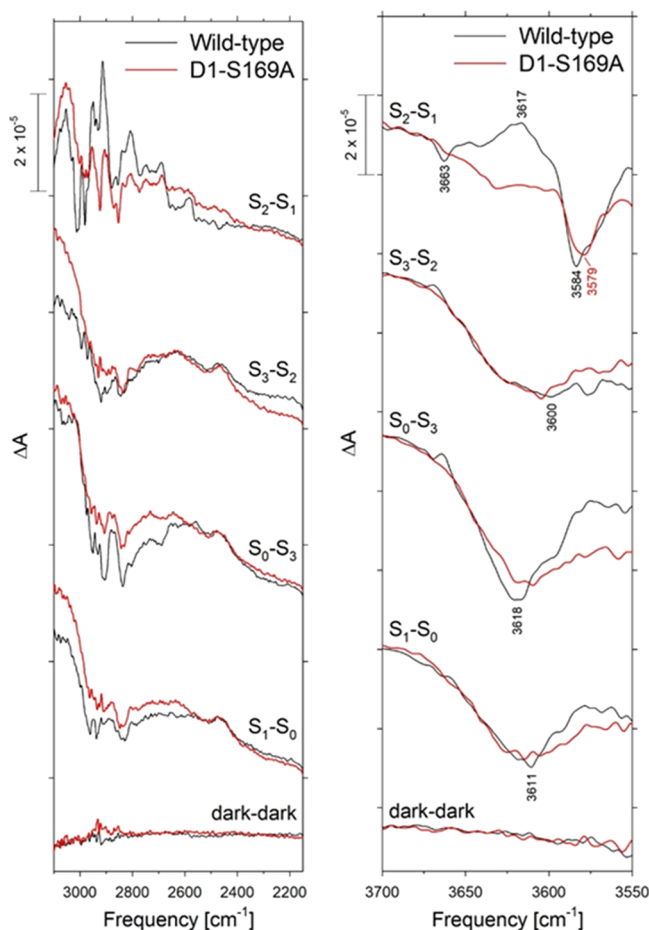 Wild-type
D1-S169A
2 x 10⁻⁵
S₂-S₁
S₃-S₂
S₀-S₃
S₁-S₀
dark-dark
ΔA
3000 2800 2600 2400 2200
Frequency [cm⁻¹]
Wild-type
D1-S169A
2 x 10⁻⁵
S₂-S₁
3617
3663
3584
3579
S₃-S₂
3600
S₀-S₃
3618
S₁-S₀
3611
dark-dark
ΔA
3700 3650 3600 3550
Frequency [cm⁻¹]